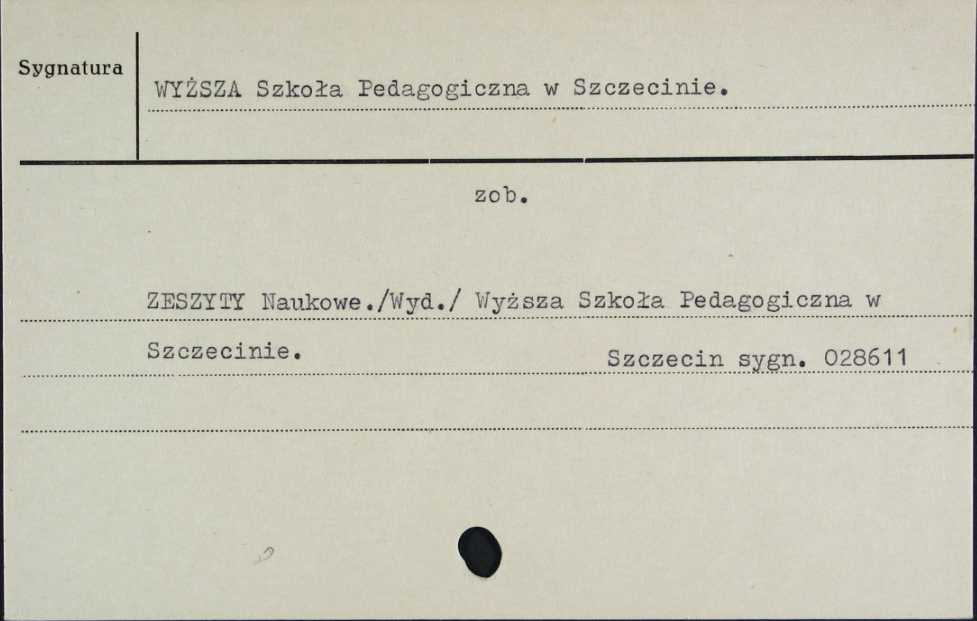 Sygnatura
WYŻSZA Szkoła Pedagogiczna w Szczecinie.
zob.
ZESZYTY Naukowe./Wyd./ Wyższa Szkoła Pedagogiczna w
Szczecinie.
Szczecin sygn. 028611